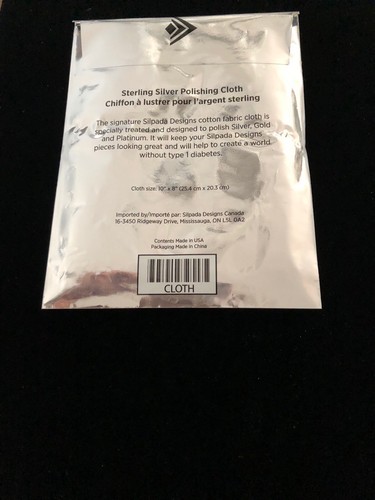 Sterling Silver Polishing Cloth
Chiffon à lustrer pour l'argent sterling
The signature Silpada Designs cotton fabric cloth is
specially treated and designed to polish Silver, Gold
and Platinum. It will keep your Silpada Designs
pieces looking great and will help to create a world
without type 1 diabetes.
Cloth size: 10" x 8" (25.4 cm x 20.3 cm)
Imported by/importé par: Silpada Designs Canada
16-3450 Ridgeway Drive, Mississauga, ON L5L 0A2
Contents Made in USA
Packaging Made in China
CLOTH